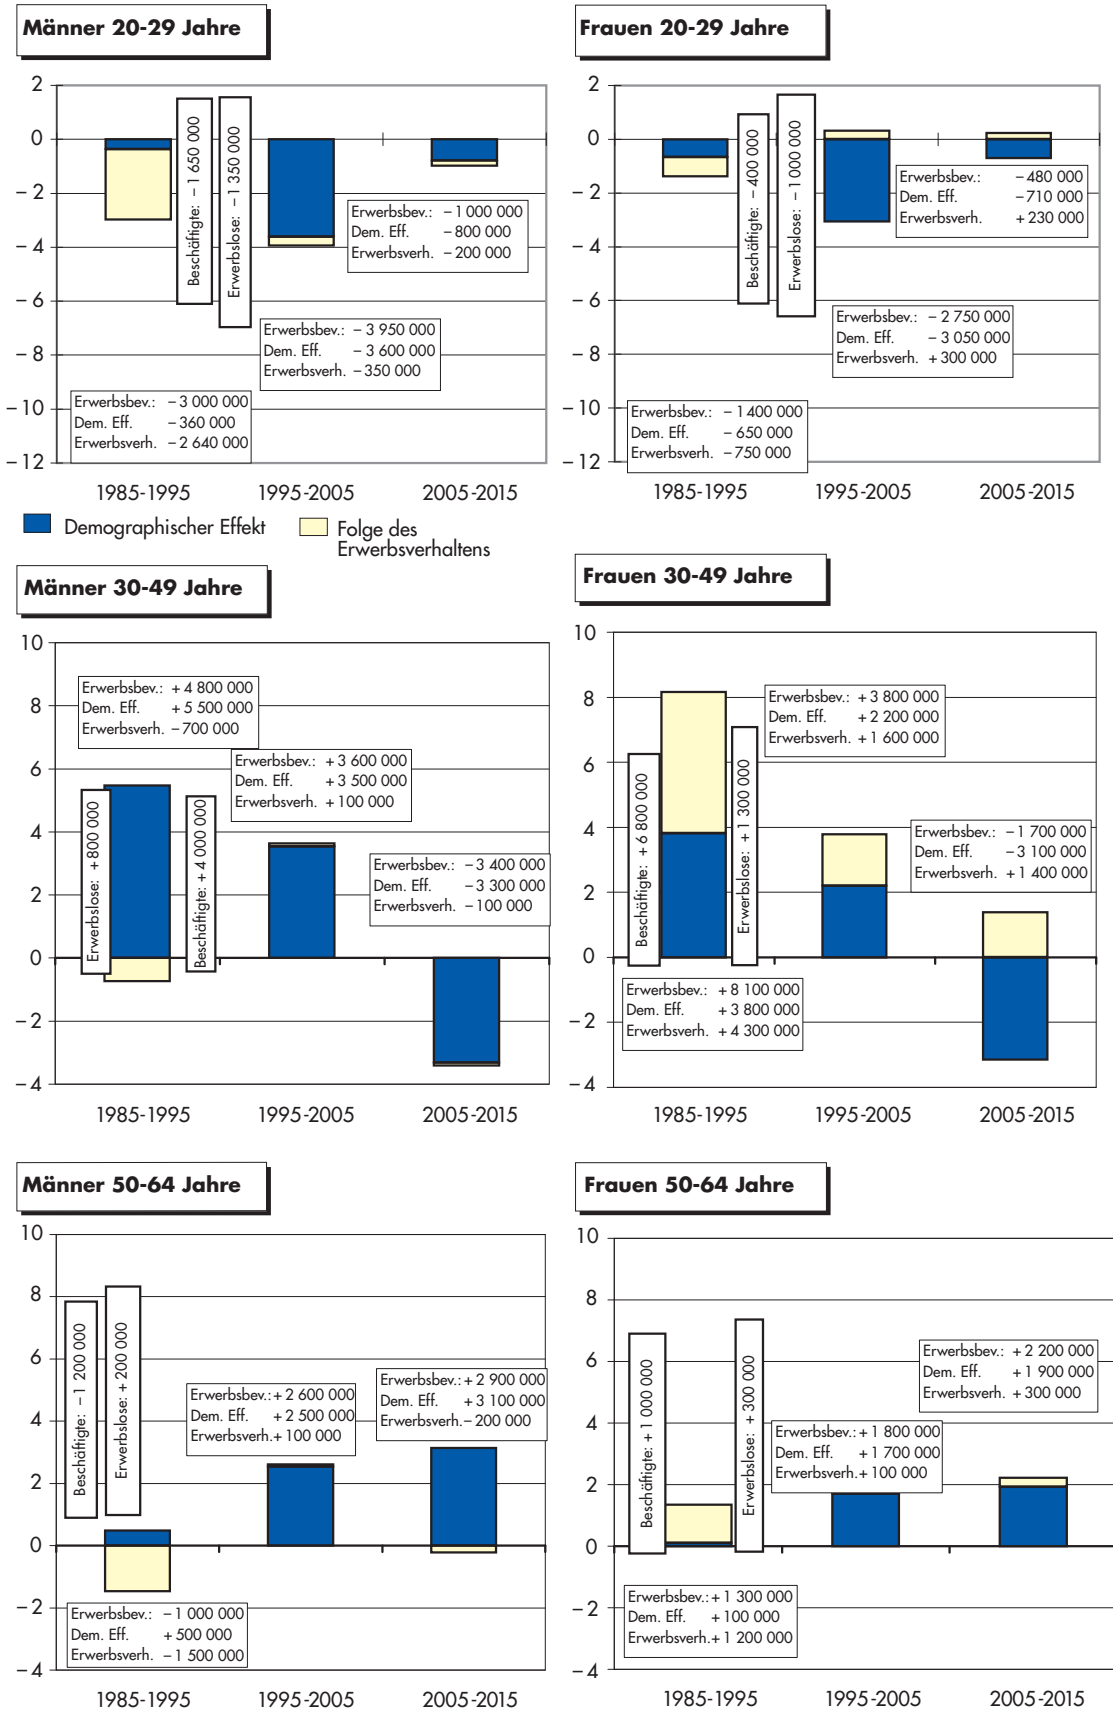 Männer 20-29 Jahre
2
0
– 2
– 4
– 6
– 8
– 10
– 12
Beschäftigte: – 1 650 000
Erwerbslose: – 1 350 000
Erwerbsbev.: – 1 000 000
Dem. Eff. – 800 000
Erwerbsverh. – 200 000
Erwerbsbev.: – 3 950 000
Dem. Eff. – 3 600 000
Erwerbsverh. – 350 000
Erwerbsbev.: – 3 000 000
Dem. Eff. – 360 000
Erwerbsverh. – 2 640 000
1985-1995 1995-2005 2005-2015
Frauen 20-29 Jahre
2
0
– 2
– 4
– 6
– 8
– 10
– 12
Beschäftigte: – 400 000
Erwerbslose: – 1 000 000
Erwerbsbev.: – 480 000
Dem. Eff. – 710 000
Erwerbsverh. + 230 000
Erwerbsbev.: – 2 750 000
Dem. Eff. – 3 050 000
Erwerbsverh. + 300 000
Erwerbsbev.: – 1 400 000
Dem. Eff. – 650 000
Erwerbsverh. – 750 000
1985-1995 1995-2005 2005-2015
Demographischer Effekt
Folge des
Erwerbsverhaltens
Männer 30-49 Jahre
10
8
6
4
2
0
– 2
– 4
Erwerbsbev.: + 4 800 000
Dem. Eff. + 5 500 000
Erwerbsverh. – 700 000
Erwerbsbev.: + 3 600 000
Dem. Eff. + 3 500 000
Erwerbsverh. + 100 000
Erwerbslose: +800 000
Beschäftigte: + 4 000 000
Erwerbsbev.: – 3 400 000
Dem. Eff. – 3 300 000
Erwerbsverh. – 100 000
1985-1995 1995-2005 2005-2015
Frauen 30-49 Jahre
10
8
6
4
2
0
– 2
– 4
Erwerbsbev.: + 3 800 000
Dem. Eff. + 2 200 000
Erwerbsverh. + 1 600 000
Beschäftigte: + 6 800 000
Erwerbslose: +1 300 000
Erwerbsbev.: – 1 700 000
Dem. Eff. – 3 100 000
Erwerbsverh. + 1 400 000
Erwerbsbev.: + 8 100 000
Dem. Eff. + 3 800 000
Erwerbsverh. + 4 300 000
1985-1995 1995-2005 2005-2015
Männer 50-64 Jahre
10
8
6
4
2
0
– 2
– 4
Beschäftigte: – 1 200 000
Erwerbslose: + 200 000
Erwerbsbev.: + 2 600 000
Dem. Eff. + 2 500 000
Erwerbsverh. + 100 000
Erwerbsbev.: + 2 900 000
Dem. Eff. + 3 100 000
Erwerbsverh. – 200 000
Erwerbsbev.: – 1 000 000
Dem. Eff. + 500 000
Erwerbsverh. – 1 500 000
1985-1995 1995-2005 2005-2015
Frauen 50-64 Jahre
10
8
6
4
2
0
– 2
– 4
Beschäftigte: + 1 000 000
Erwerbslose: + 300 000
Erwerbsbev.: + 2 200 000
Dem. Eff. + 1 900 000
Erwerbsverh. + 300 000
Erwerbsbev.: + 1 800 000
Dem. Eff. + 1 700 000
Erwerbsverh. + 100 000
Erwerbsbev.: + 1 300 000
Dem. Eff. + 100 000
Erwerbsverh. + 1 200 000
1985-1995 1995-2005 2005-2015